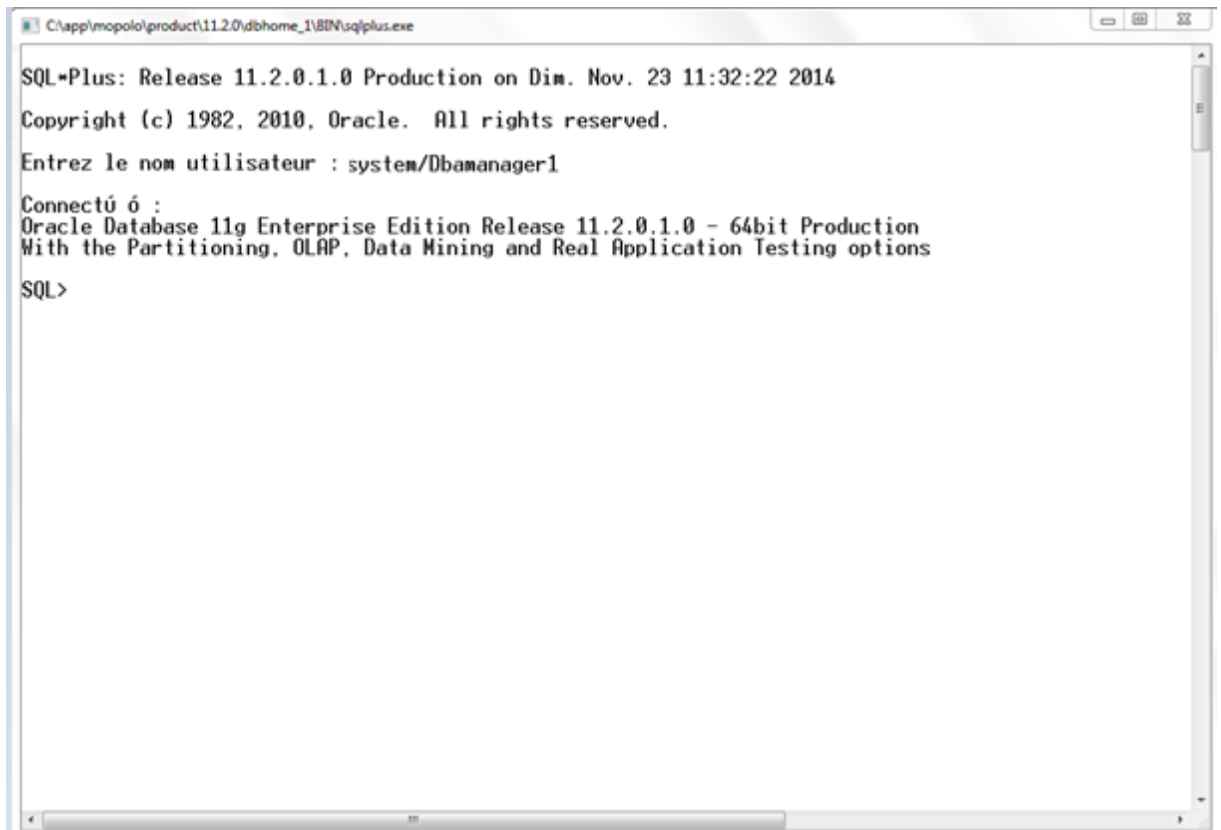 C:\app\mopolo\product\11.2.0\dbhome_1\BIN\sqlplus.exe
SQL*Plus: Release 11.2.0.1.0 Production on Dim. Nov. 23 11:32:22 2014
Copyright (c) 1982, 2010, Oracle.  All rights reserved.
Entrez le nom utilisateur : system/Dbamanager1
Connectú ó :
Oracle Database 11g Enterprise Edition Release 11.2.0.1.0 - 64bit Production
With the Partitioning, OLAP, Data Mining and Real Application Testing options
SQL>